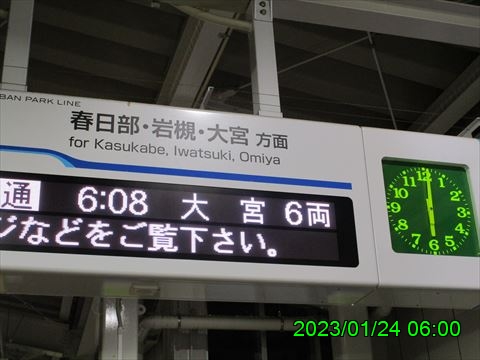 BAN PARK LINE
春日部・岩槻・大宮 方面
for Kasukabe, Iwatsuki, Omiya
通 6:08 大宮 6両
ジなどをご覧下さい。
12 1 2 3 4 5 6 7 8 9 10 11
2023/01/24 06:00